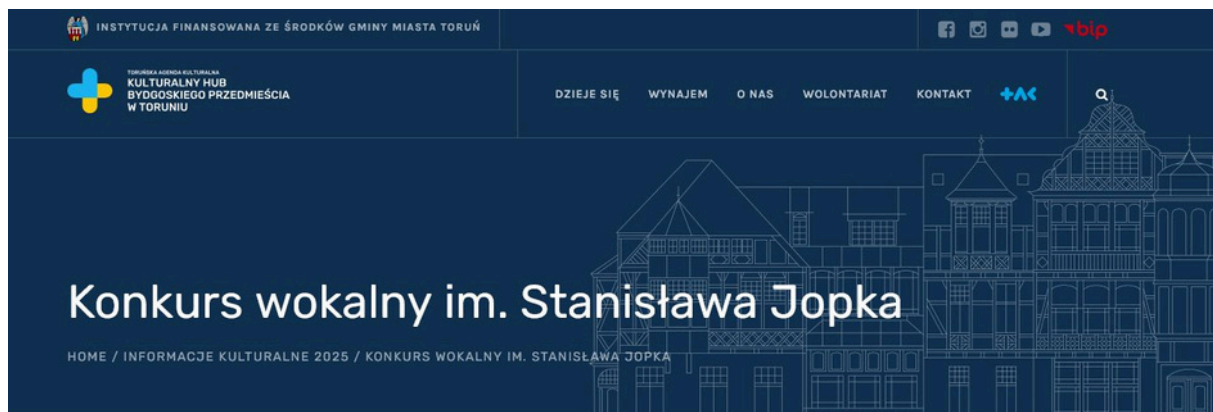 INSTYTUCJA FINANSOWANA ZE ŚRODKÓW GMINY MIASTA TORUŃ
bip
TORUŃSKA AGENDA KULTURALNA
KULTURALNY HUB
BYDGOSKIEGO PRZEDMIEŚCIA
W TORUNIU
DZIEJE SIĘ WYNAJEM O NAS WOLONTARIAT KONTAKT TAK
Konkurs wokalny im. Stanisława Jopka
HOME / INFORMACJE KULTURALNE 2025 / KONKURS WOKALNY IM. STANISŁAWA JOPKA